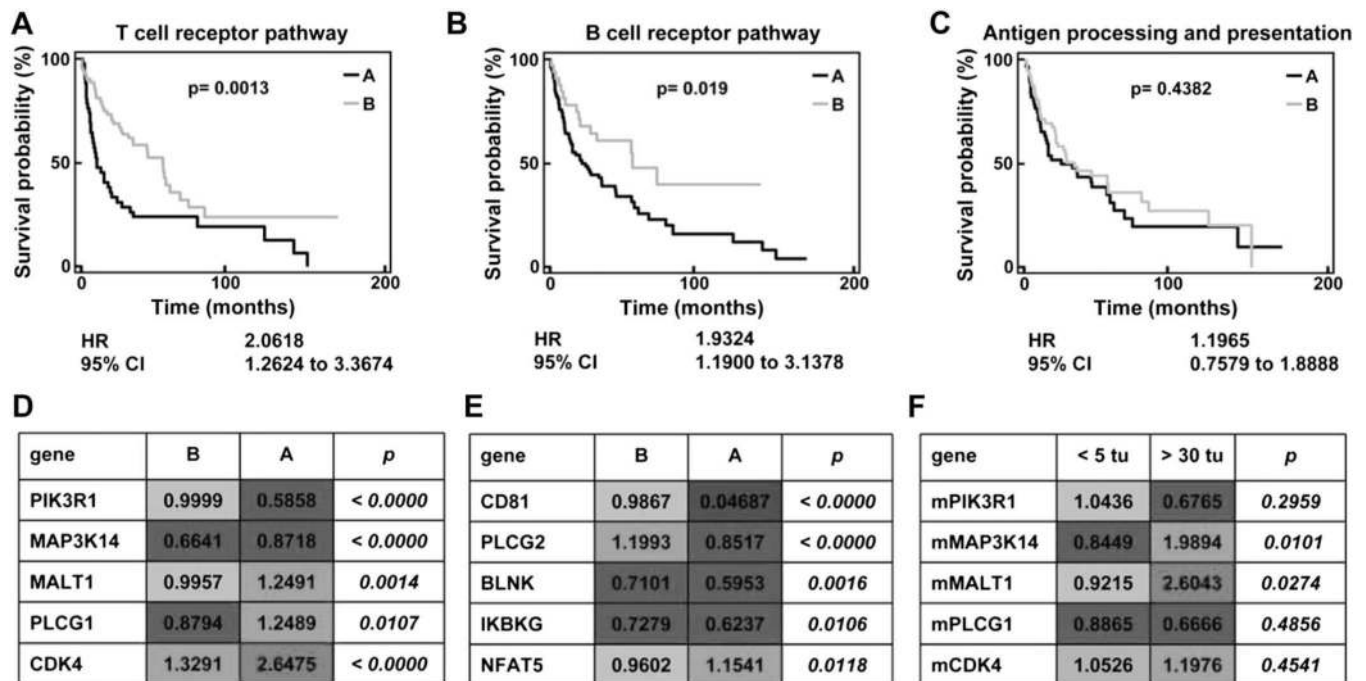 A
T cell receptor pathway
Survival probability (%)
100
50
0
p= 0.0013
A
B
0
100
200
Time (months)
HR 2.0618
95% CI 1.2624 to 3.3674
B
B cell receptor pathway
Survival probability (%)
100
50
0
p= 0.019
A
B
0
100
200
Time (months)
HR 1.9324
95% CI 1.1900 to 3.1378
C
Antigen processing and presentation
Survival probability (%)
100
50
0
p= 0.4382
A
B
0
100
200
Time (months)
HR 1.1965
95% CI 0.7579 to 1.8888
D
gene B A p
PIK3R1 0.9999 0.5858 < 0.0000
MAP3K14 0.6641 0.8718 < 0.0000
MALT1 0.9957 1.2491 0.0014
PLCG1 0.8794 1.2489 0.0107
CDK4 1.3291 2.6475 < 0.0000
E
gene B A p
CD81 0.9867 0.04687 < 0.0000
PLCG2 1.1993 0.8517 < 0.0000
BLNK 0.7101 0.5953 0.0016
IKBKG 0.7279 0.6237 0.0106
NFAT5 0.9602 1.1541 0.0118
F
gene < 5 tu > 30 tu p
mPIK3R1 1.0436 0.6765 0.2959
mMAP3K14 0.8449 1.9894 0.0101
mMALT1 0.9215 2.6043 0.0274
mPLCG1 0.8865 0.6666 0.4856
mCDK4 1.0526 1.1976 0.4541